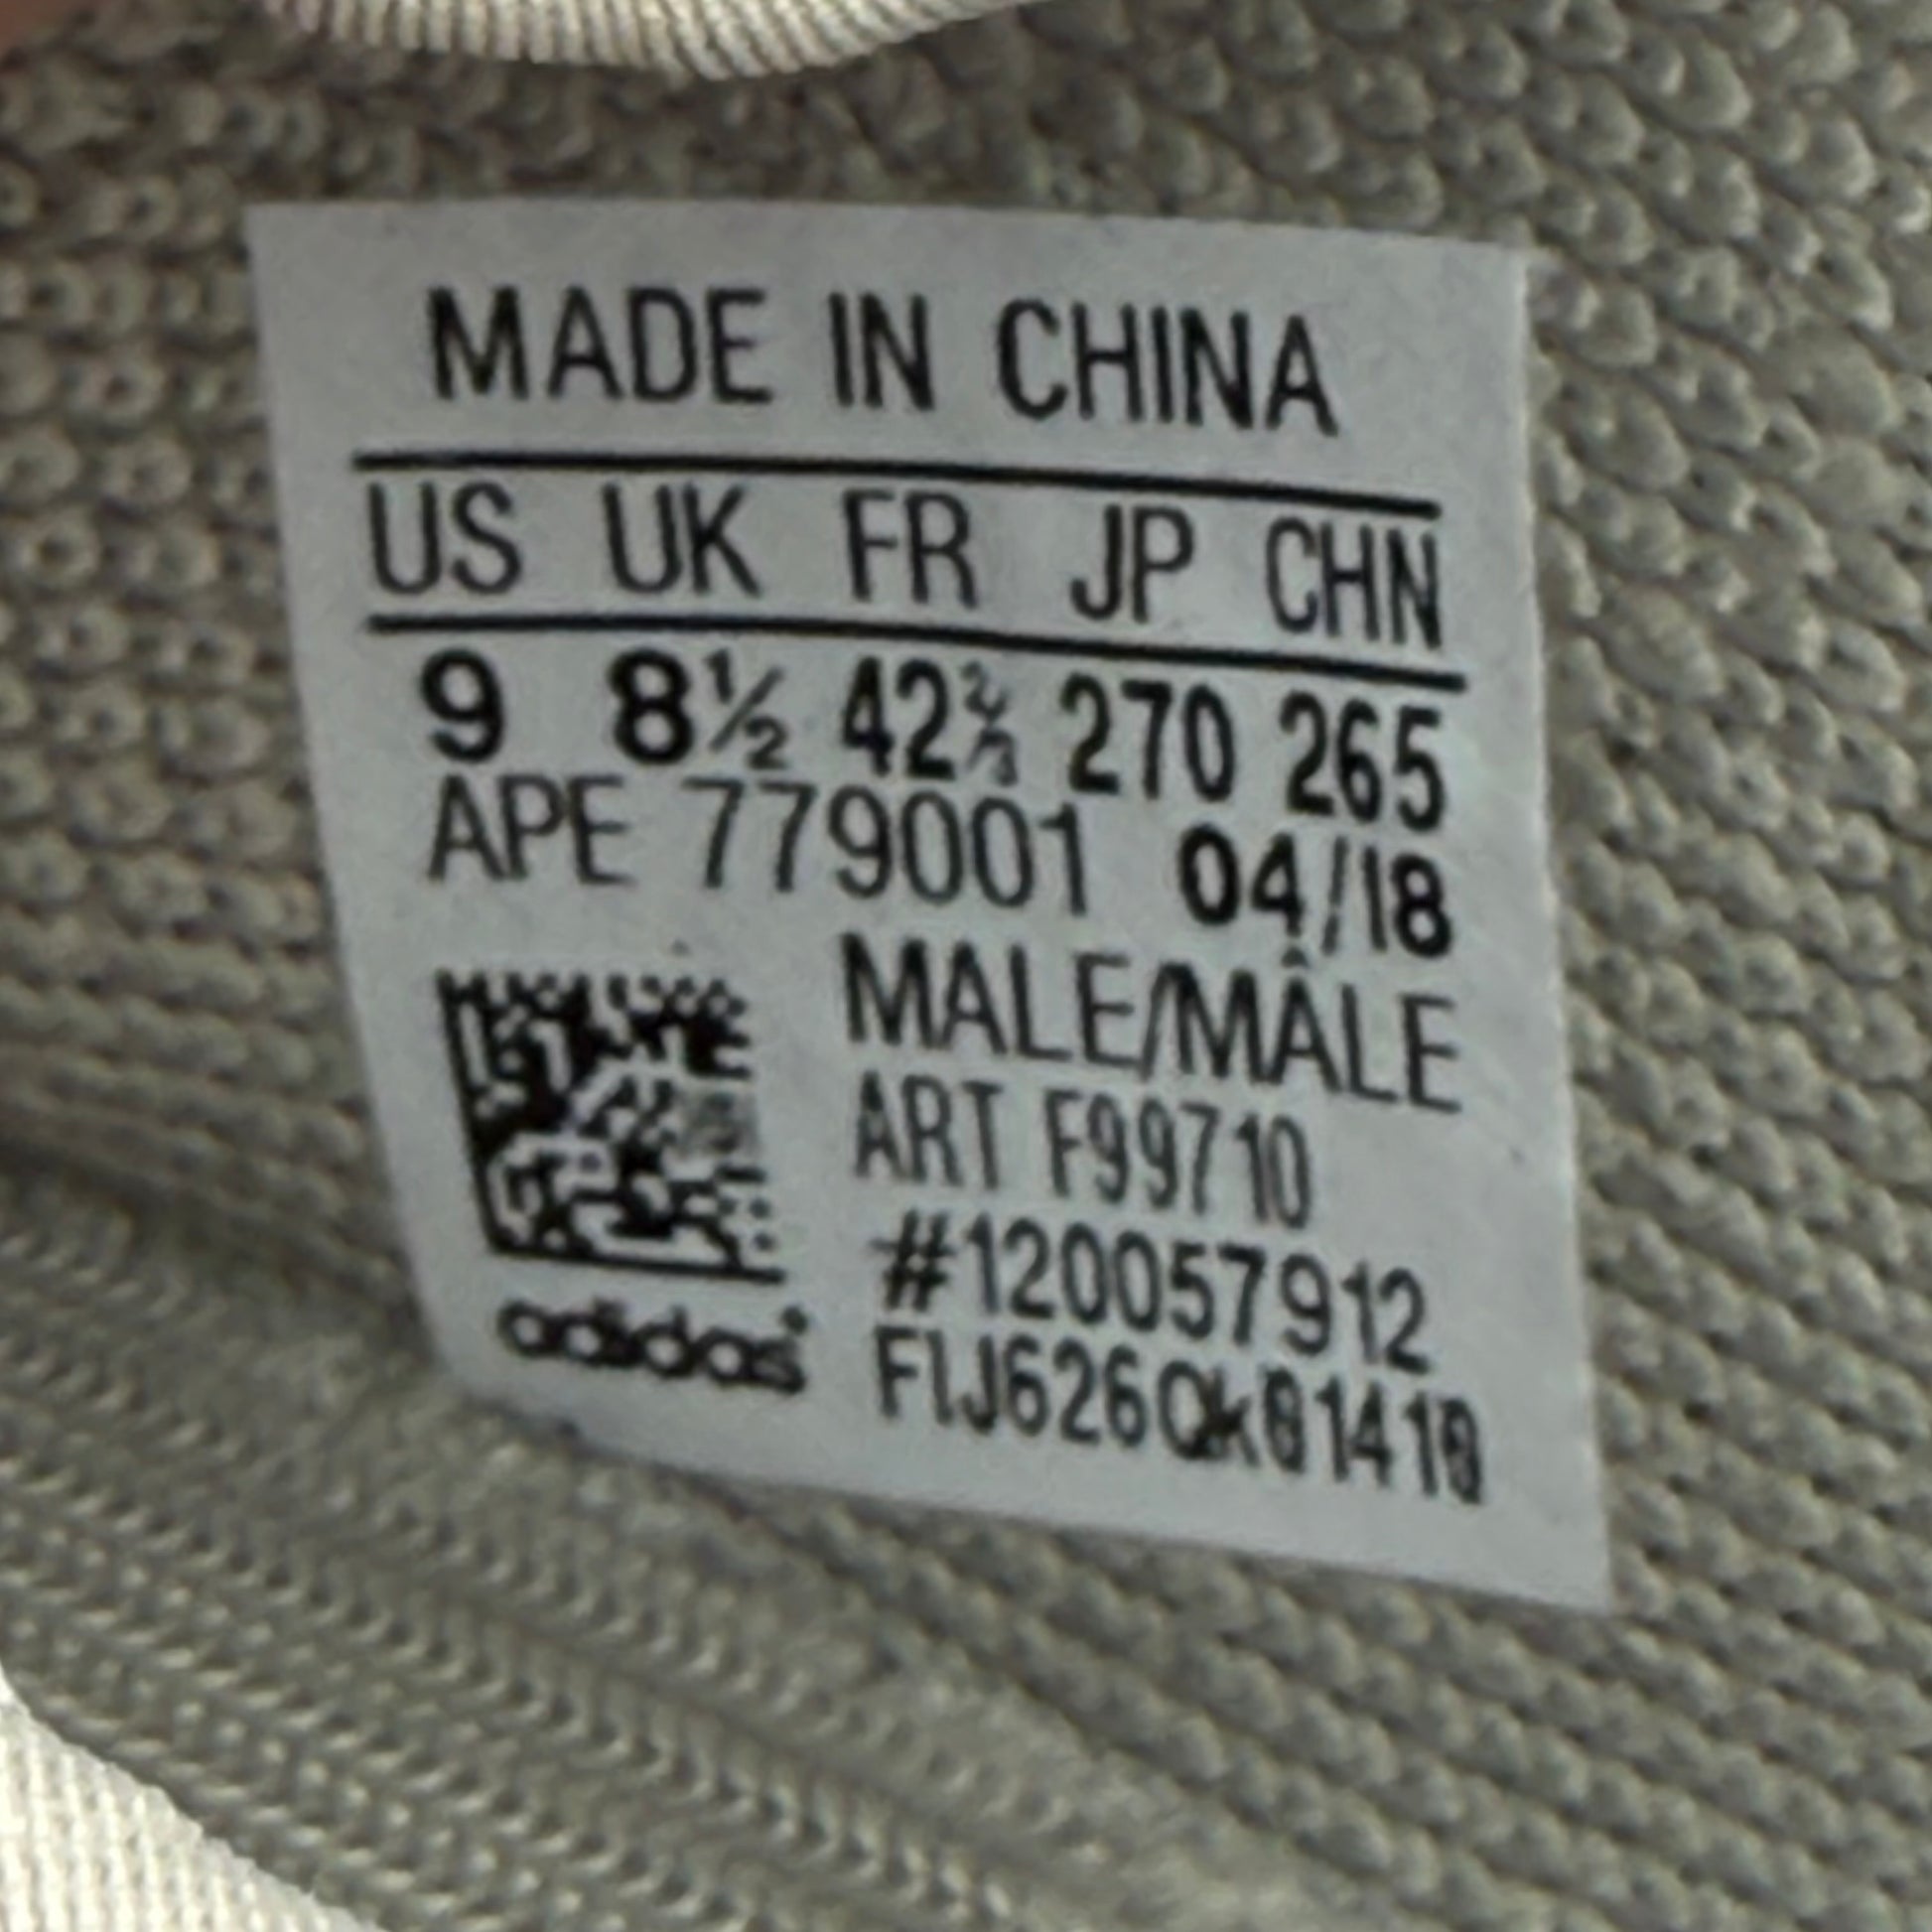 MADE IN CHINA
US UK FR JP CHN
9 8½ 42⅔ 270 265
APE 779001 04/18
MALE/MÂLE
ART F99710
#120057912
adidas